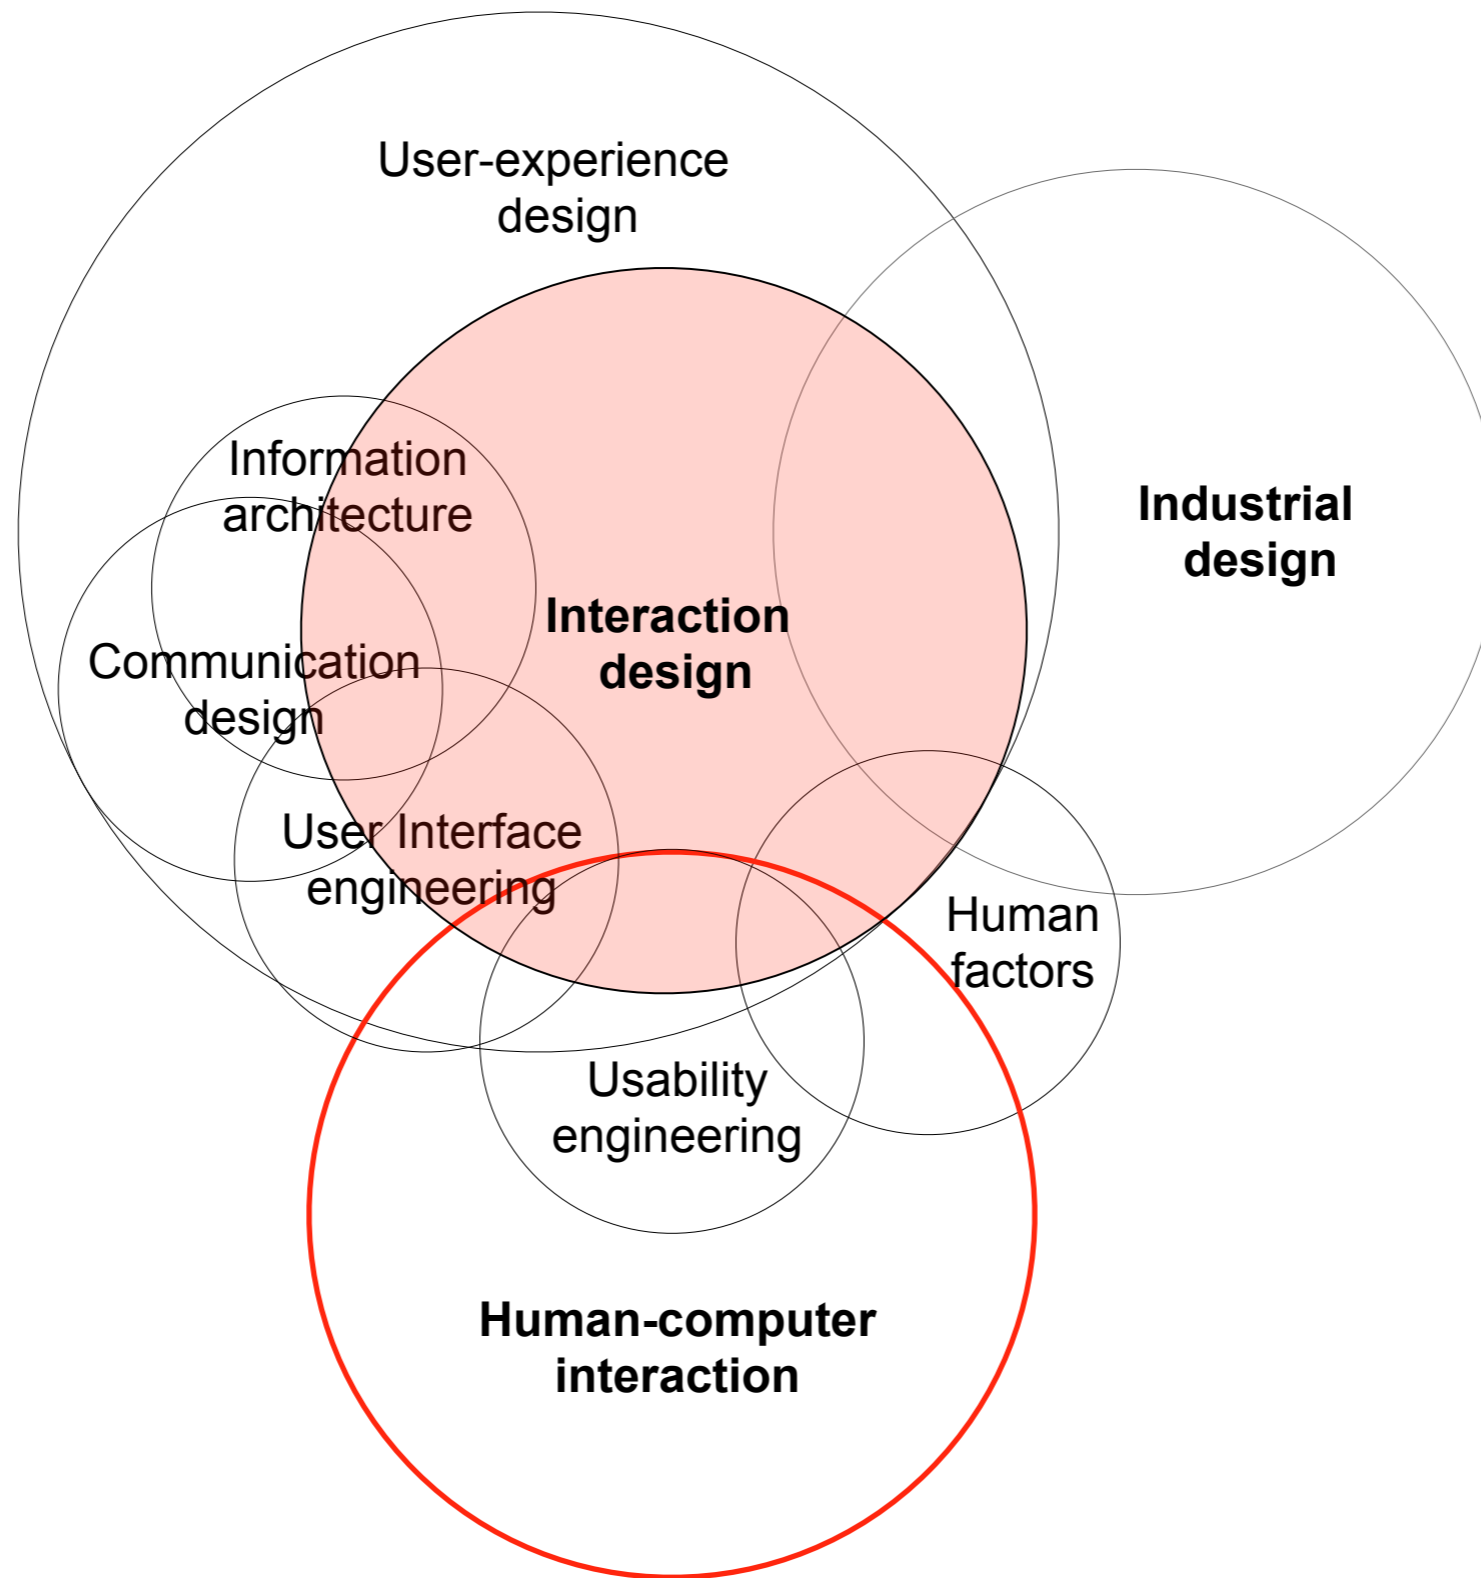 User-experience
design
Information
architecture
Industrial
design
Interaction
design
Communication
design
User Interface
engineering
Human
factors
Usability
engineering
Human-computer
interaction